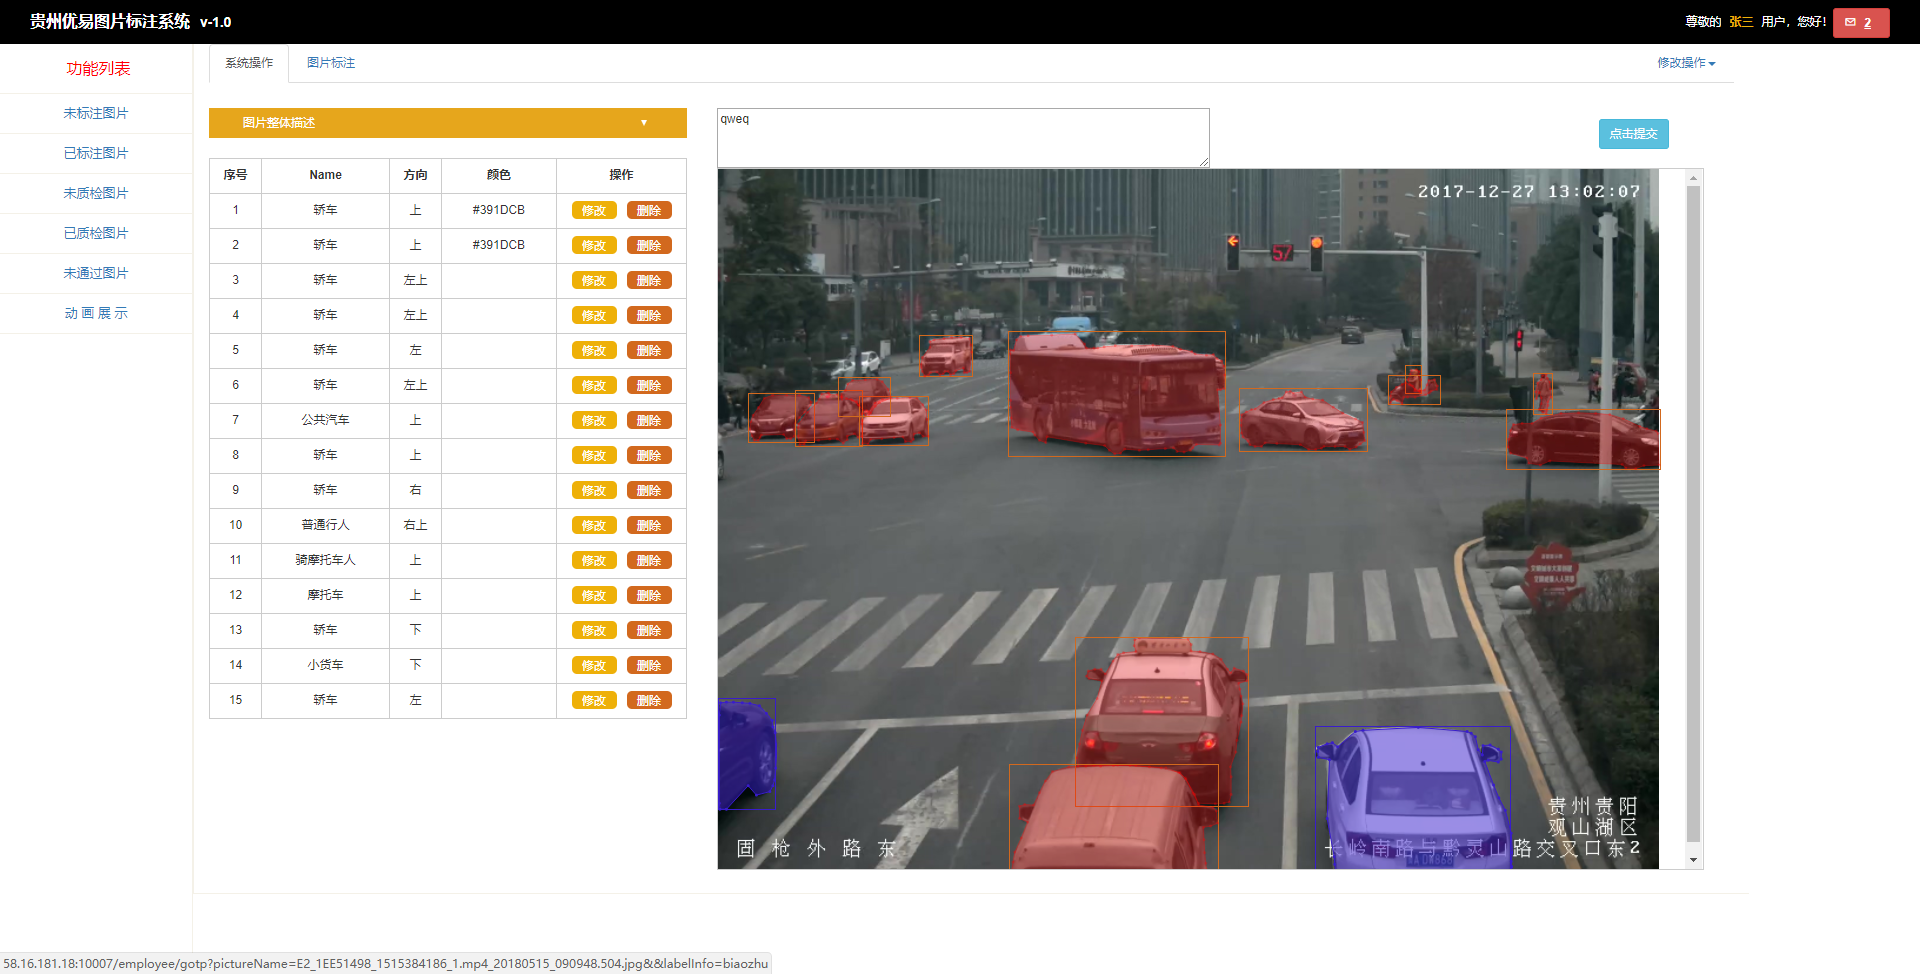 贵州优易图片标注系统 v-1.0
尊敬的 张三 用户，您好! 2
功能列表
未标注图片
已标注图片
未质检图片
已质检图片
未通过图片
动 画 展 示
系统操作 图片标注 修改操作
图片整体描述
序号 Name 方向 颜色 操作
1 轿车 上 #391DCB 修改 删除
2 轿车 上 #391DCB 修改 删除
3 轿车 左上 修改 删除
4 轿车 左上 修改 删除
5 轿车 左 修改 删除
6 轿车 左上 修改 删除
7 公共汽车 上 修改 删除
8 轿车 上 修改 删除
9 轿车 右 修改 删除
10 普通行人 右上 修改 删除
11 骑摩托车人 上 修改 删除
12 摩托车 上 修改 删除
13 轿车 下 修改 删除
14 小货车 下 修改 删除
15 轿车 左 修改 删除
qweq
点击提交
2017-12-27 13:02:07
57
贵州贵阳
观山湖区
固枪外路东
长岭南路与黔灵山路交叉口东2
58.16.181.18:10007/employee/gotp?pictureName=E2_1EE51498_1515384186_1.mp4_20180515_090948.504.jpg&&labelInfo=biaozhu